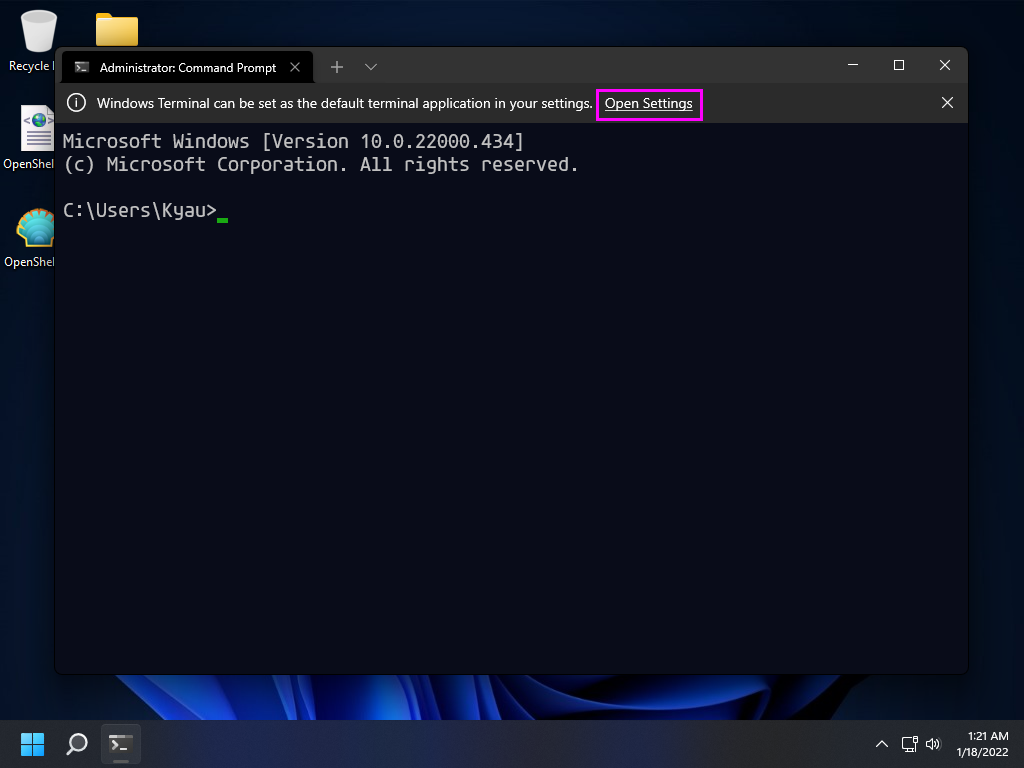 Recycle
Administrator: Command Prompt
Windows Terminal can be set as the default terminal application in your settings. Open Settings
Microsoft Windows [Version 10.0.22000.434]
(c) Microsoft Corporation. All rights reserved.
C:\Users\Kyau>
OpenShel
OpenShel
1:21 AM
1/18/2022